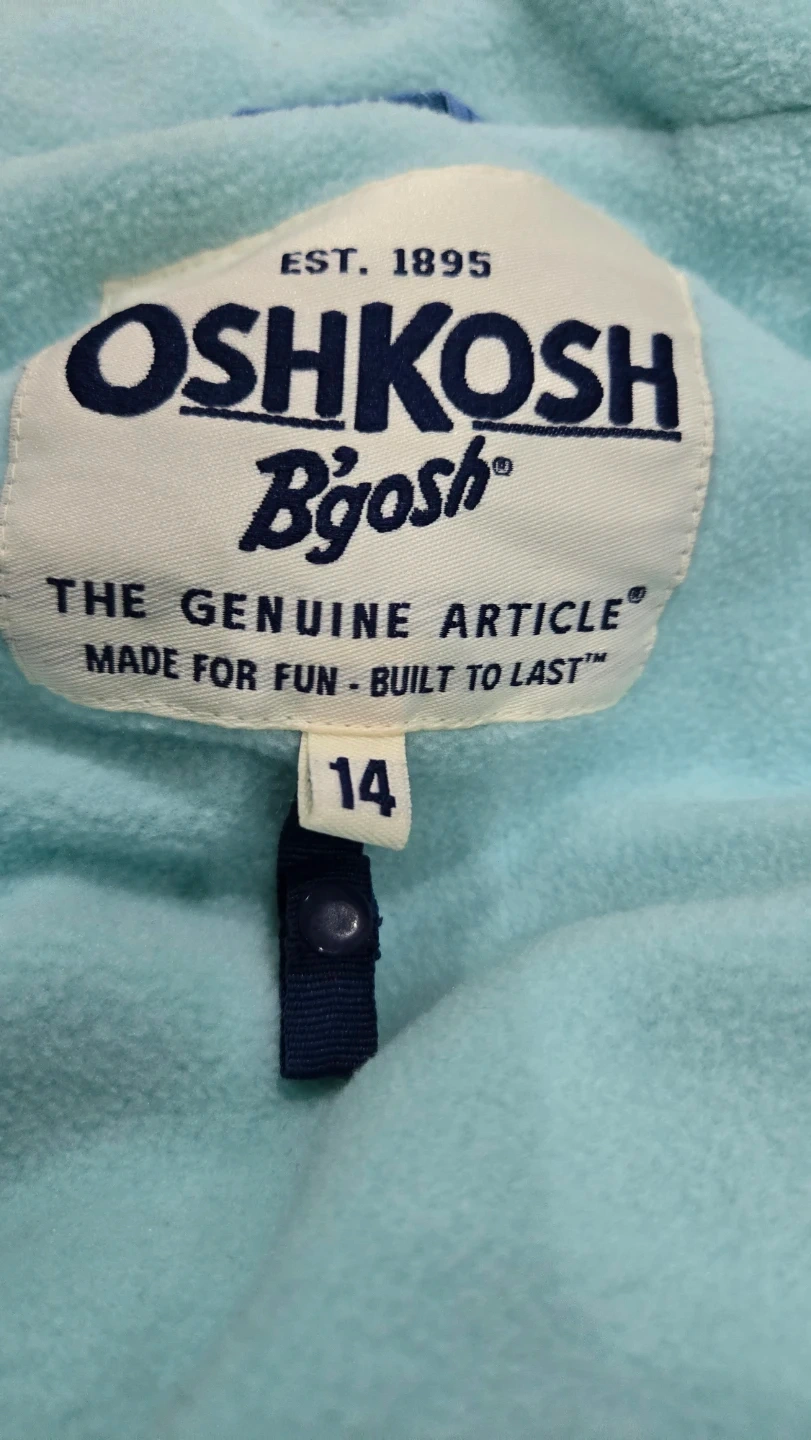 EST. 1895
OSHKOSH
B'gosh®
THE GENUINE ARTICLE®
MADE FOR FUN - BUILT TO LAST™
14